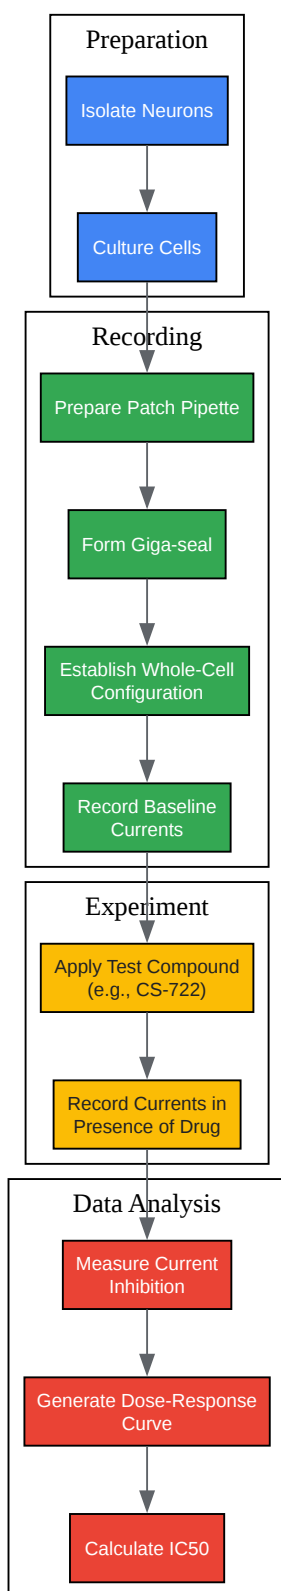 Preparation
Isolate Neurons
Culture Cells
Recording
Prepare Patch Pipette
Form Giga-seal
Establish Whole-Cell
Configuration
Record Baseline
Currents
Experiment
Apply Test Compound
(e.g., CS-722)
Record Currents in
Presence of Drug
Data Analysis
Measure Current
Inhibition
Generate Dose-Response
Curve
Calculate IC50